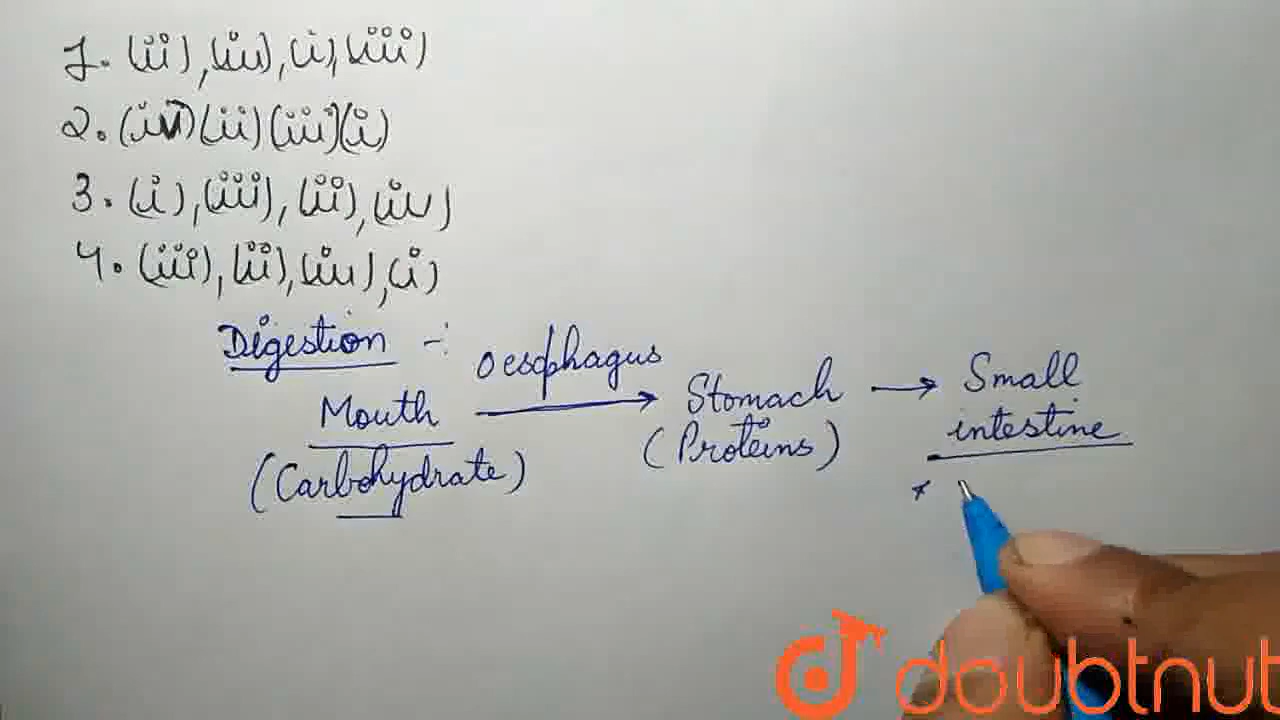 1. (ii), (iv), (i), (iii)
2. (iv) (ii) (iii) (i)
3. (i), (iii), (ii), (iv)
4. (iii), (ii), (iv), (i)
Digestion -:
Mouth oesophagus → Stomach → Small intestine
(Carbohydrate) (Proteins)
*
doubtnut